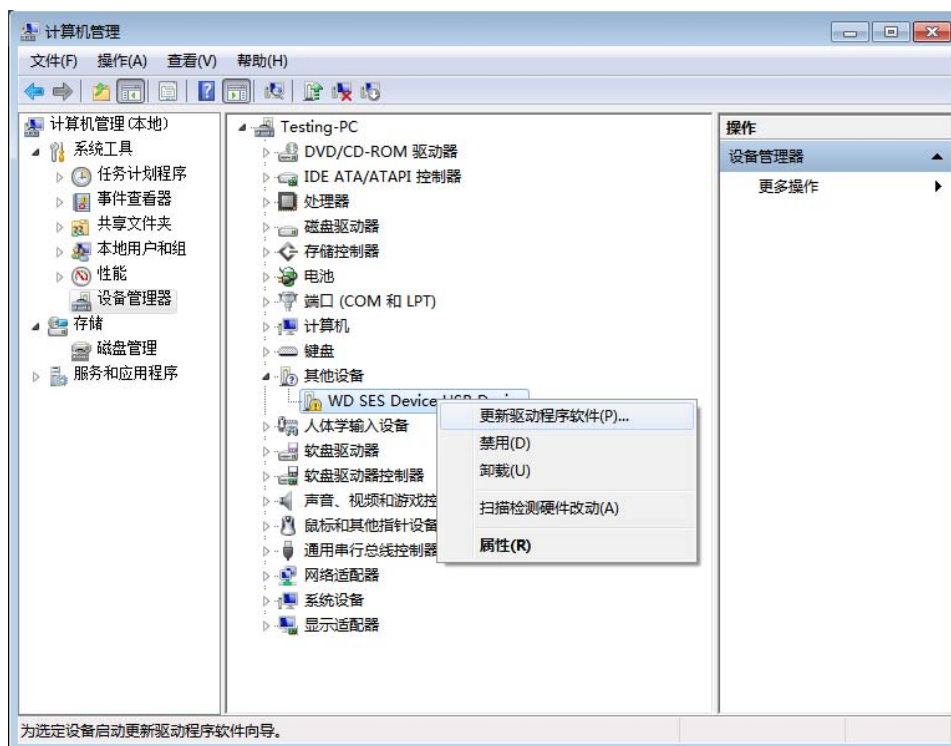 计算机管理
文件(F) 操作(A) 查看(V) 帮助(H)
计算机管理(本地)
系统工具
任务计划程序
事件查看器
共享文件夹
本地用户和组
性能
设备管理器
存储
磁盘管理
服务和应用程序
Testing-PC
DVD/CD-ROM 驱动器
IDE ATA/ATAPI 控制器
处理器
磁盘驱动器
存储控制器
电池
端口 (COM 和 LPT)
计算机
键盘
其他设备
WD SES Device
人体学输入设备
软盘驱动器
软盘驱动器控制器
声音、视频和游戏控
鼠标和其他指针设备
通用串行总线控制器
网络适配器
系统设备
显示适配器
更新驱动程序软件(P)...
禁用(D)
卸载(U)
扫描检测硬件改动(A)
属性(R)
操作
设备管理器
更多操作
为选定设备启动更新驱动程序软件向导。